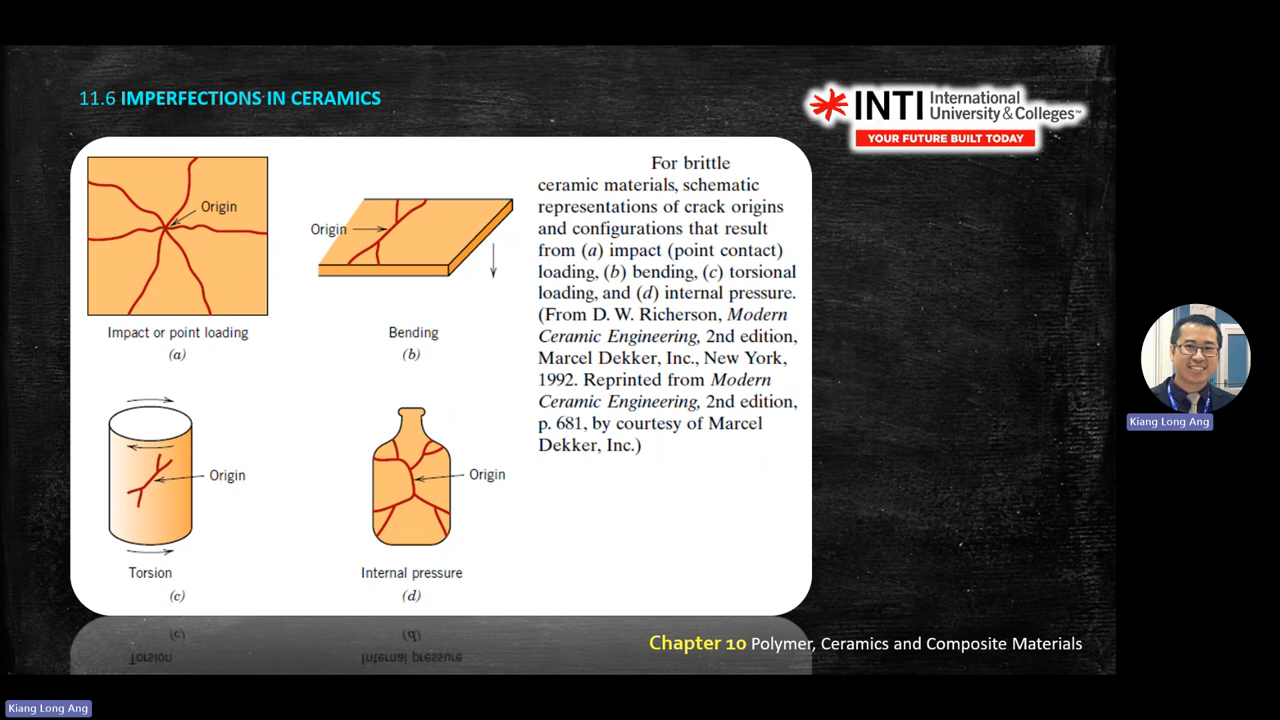 11.6 IMPERFECTIONS IN CERAMICS
INTI International
University & Colleges™
YOUR FUTURE BUILT TODAY
Origin
Impact or point loading
(a)
Origin
Bending
(b)
Origin
Torsion
(c)
Origin
Internal pressure
(d)
For brittle
ceramic materials, schematic
representations of crack origins
and configurations that result
from (a) impact (point contact)
loading, (b) bending, (c) torsional
loading, and (d) internal pressure.
(From D. W. Richerson, Modern
Ceramic Engineering, 2nd edition,
Marcel Dekker, Inc., New York,
1992. Reprinted from Modern
Ceramic Engineering, 2nd edition,
p. 681, by courtesy of Marcel
Dekker, Inc.)
(c)
(d)
Torsion
Internal pressure
Chapter 10 Polymer, Ceramics and Composite Materials
Kiang Long Ang
Kiang Long Ang